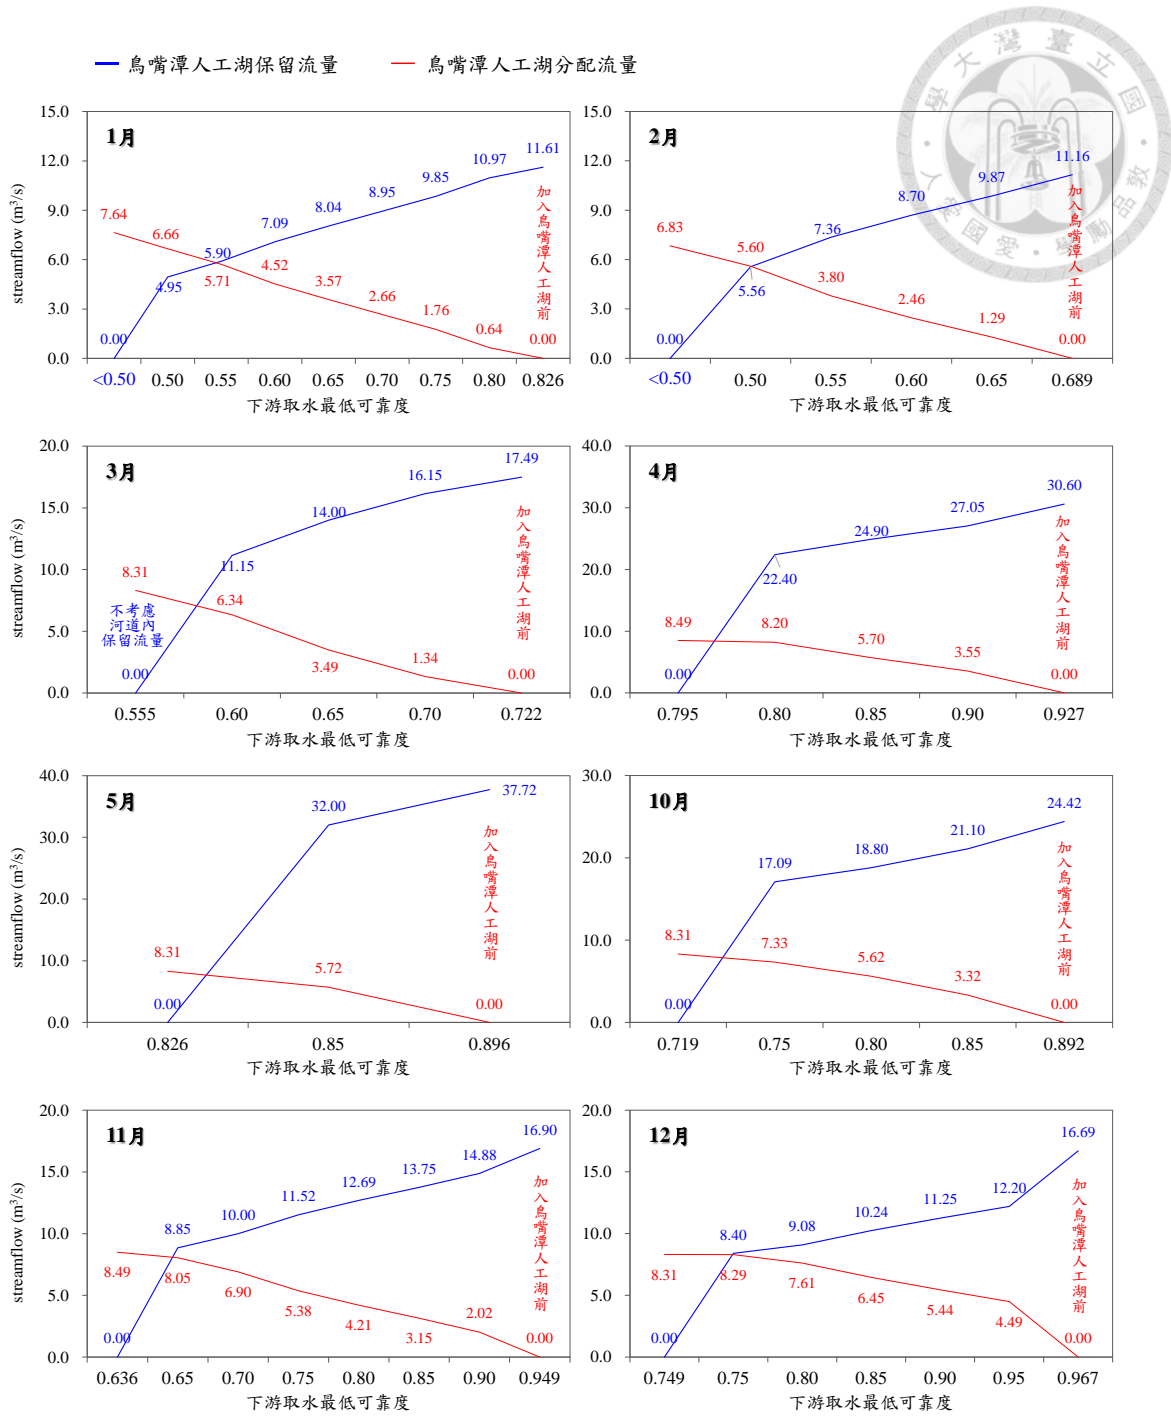 鳥嘴潭人工湖保留流量 鳥嘴潭人工湖分配流量
臺灣大學
國立
愛國愛人
敦品勵學
1月
streamflow (m³/s)
15.0
12.0
9.0
6.0
3.0
0.0
0.00 4.95 5.90 7.09 8.04 8.95 9.85 10.97 11.61
7.64 6.66 5.71 4.52 3.57 2.66 1.76 0.64 0.00
加入鳥嘴潭人工湖前
<0.50 0.50 0.55 0.60 0.65 0.70 0.75 0.80 0.826
下游取水最低可靠度
2月
15.0
12.0
9.0
6.0
3.0
0.0
0.00 5.56 7.36 8.70 9.87 11.16
6.83 5.60 3.80 2.46 1.29 0.00
加入鳥嘴潭人工湖前
<0.50 0.50 0.55 0.60 0.65 0.689
下游取水最低可靠度
3月
streamflow (m³/s)
20.0
15.0
10.0
5.0
0.0
0.00 11.15 14.00 16.15 17.49
8.31 6.34 3.49 1.34 0.00
不考慮
河道內
保留流量
加入鳥嘴潭人工湖前
0.555 0.60 0.65 0.70 0.722
下游取水最低可靠度
4月
40.0
30.0
20.0
10.0
0.0
0.00 22.40 24.90 27.05 30.60
8.49 8.20 5.70 3.55 0.00
加入鳥嘴潭人工湖前
0.795 0.80 0.85 0.90 0.927
下游取水最低可靠度
5月
streamflow (m³/s)
40.0
30.0
20.0
10.0
0.0
0.00 32.00 37.72
8.31 5.72 0.00
加入鳥嘴潭人工湖前
0.826 0.85 0.896
下游取水最低可靠度
10月
30.0
20.0
10.0
0.0
0.00 17.09 18.80 21.10 24.42
8.31 7.33 5.62 3.32 0.00
加入鳥嘴潭人工湖前
0.719 0.75 0.80 0.85 0.892
下游取水最低可靠度
11月
streamflow (m³/s)
20.0
15.0
10.0
5.0
0.0
0.00 8.85 10.00 11.52 12.69 13.75 14.88 16.90
8.49 8.05 6.90 5.38 4.21 3.15 2.02 0.00
加入鳥嘴潭人工湖前
0.636 0.65 0.70 0.75 0.80 0.85 0.90 0.949
下游取水最低可靠度
12月
20.0
15.0
10.0
5.0
0.0
0.00 8.40 9.08 10.24 11.25 12.20 16.69
8.31 8.29 7.61 6.45 5.44 4.49 0.00
加入鳥嘴潭人工湖前
0.749 0.75 0.80 0.85 0.90 0.95 0.967
下游取水最低可靠度